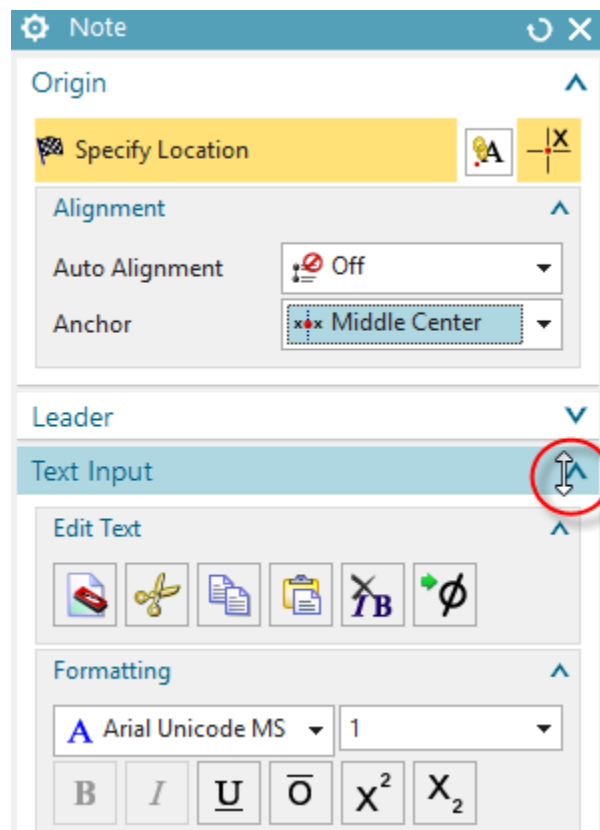 Note
Origin
Specify Location
A
X
Alignment
Auto Alignment Off
Anchor x x Middle Center
Leader
Text Input
Edit Text
X I B φ
Formatting
A Arial Unicode MS 1
B I U O X² X₂